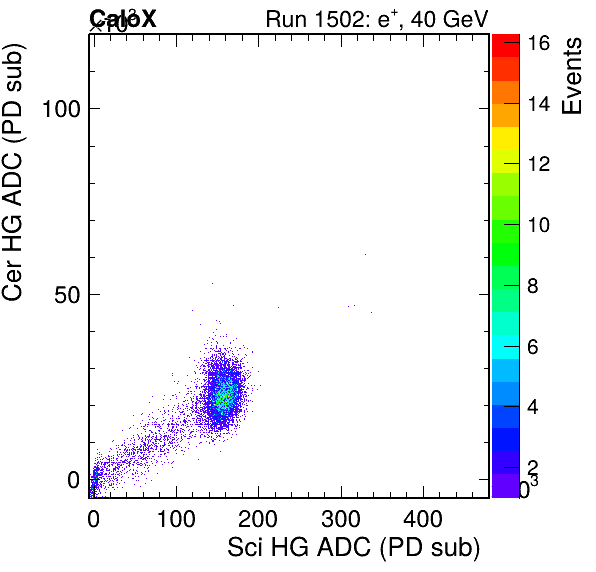 CaloX Run 1502: e⁺, 40 GeV
×10³
Cer HG ADC (PD sub)
100
50
0
0 100 200 300 400
Sci HG ADC (PD sub)
×10³
Events
16
14
12
10
8
6
4
2
0